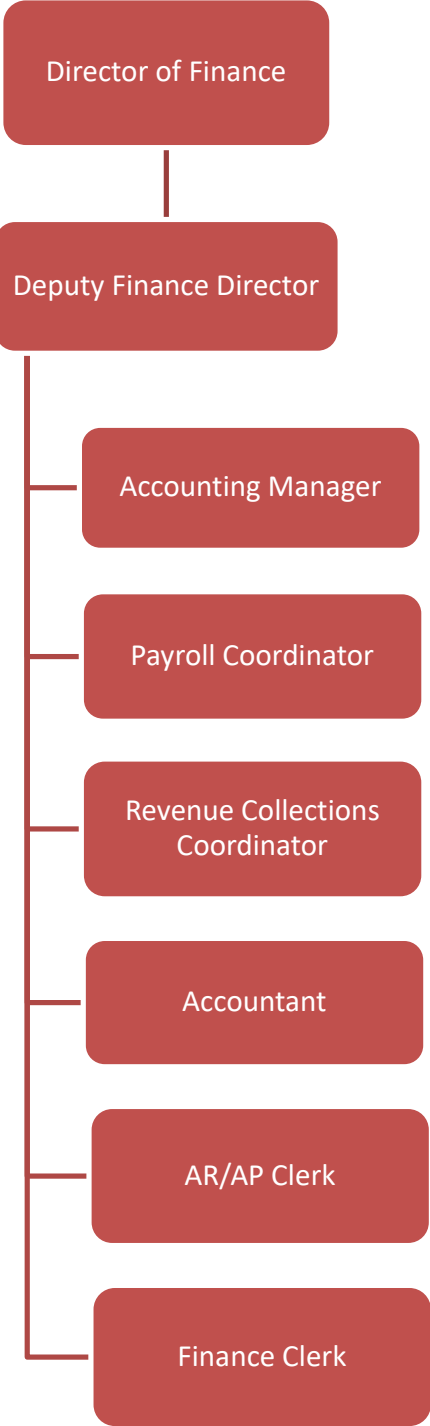 Director of Finance
Deputy Finance Director
Accounting Manager
Payroll Coordinator
Revenue Collections
Coordinator
Accountant
AR/AP Clerk
Finance Clerk